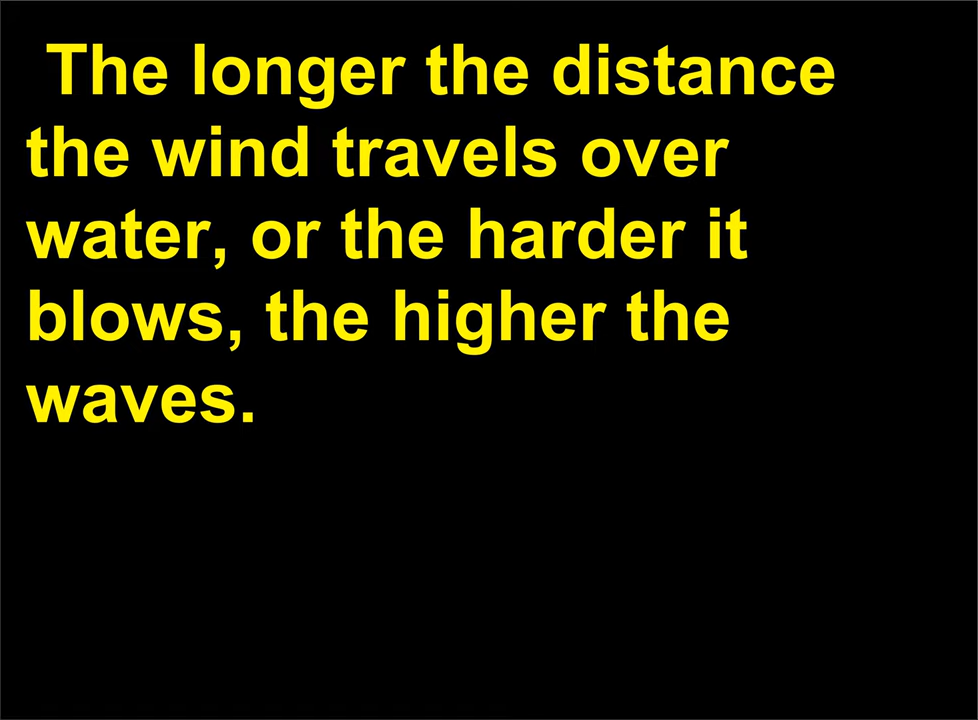 The longer the distance
the wind travels over
water, or the harder it
blows, the higher the
waves.